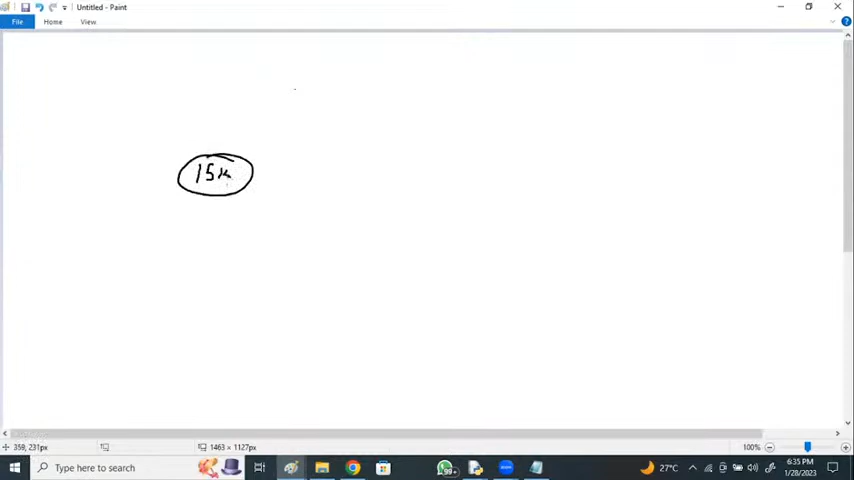 Untitled - Paint
File Home View
15K
359, 231px
1463 × 1127px
100%
Type here to search
99+
27°C
6:35 PM
1/28/2023